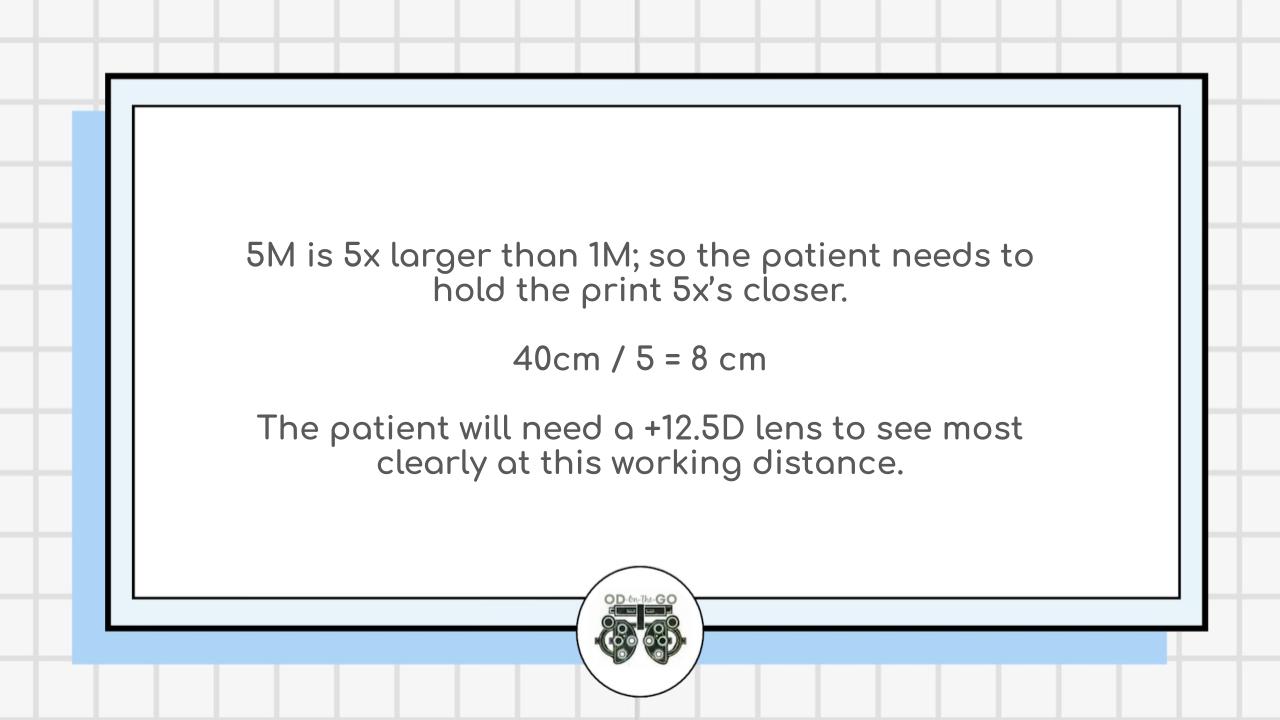 5M is 5x larger than 1M; so the patient needs to
hold the print 5x’s closer.
40cm / 5 = 8 cm
The patient will need a +12.5D lens to see most
clearly at this working distance.
OD-On-The-GO